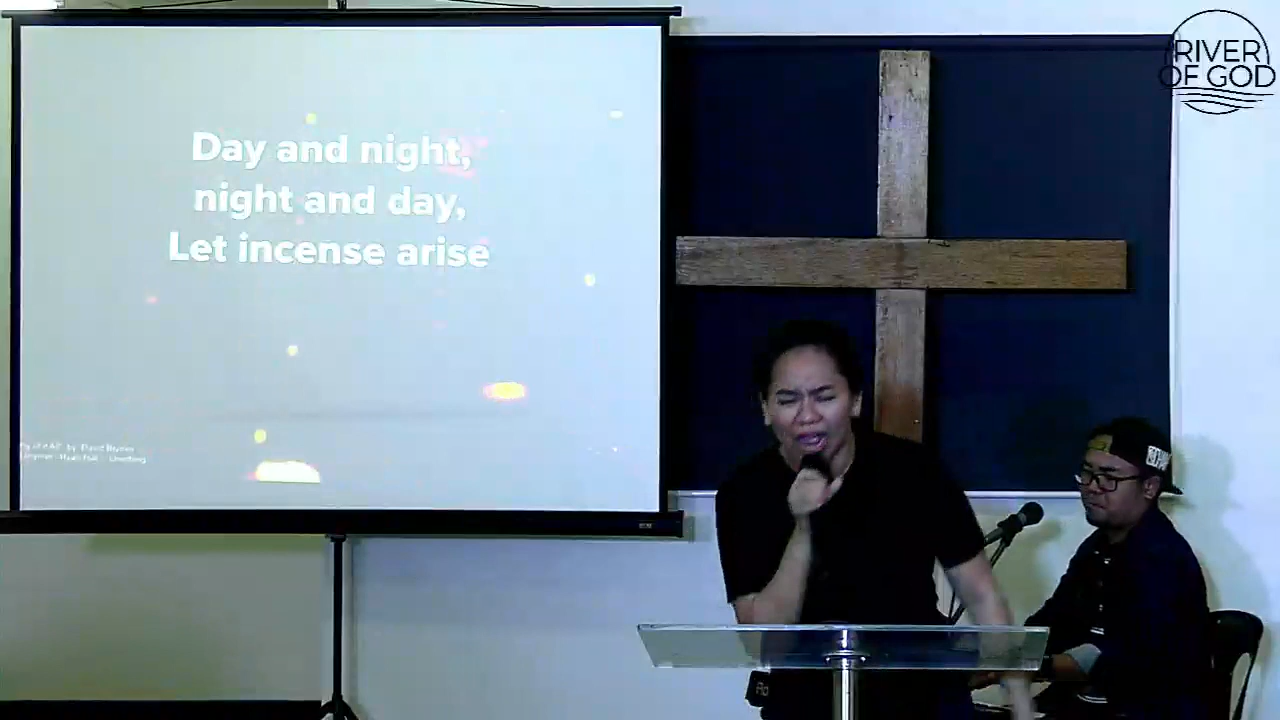 Day and night,
night and day,
Let incense arise
RIVER
OF GOD